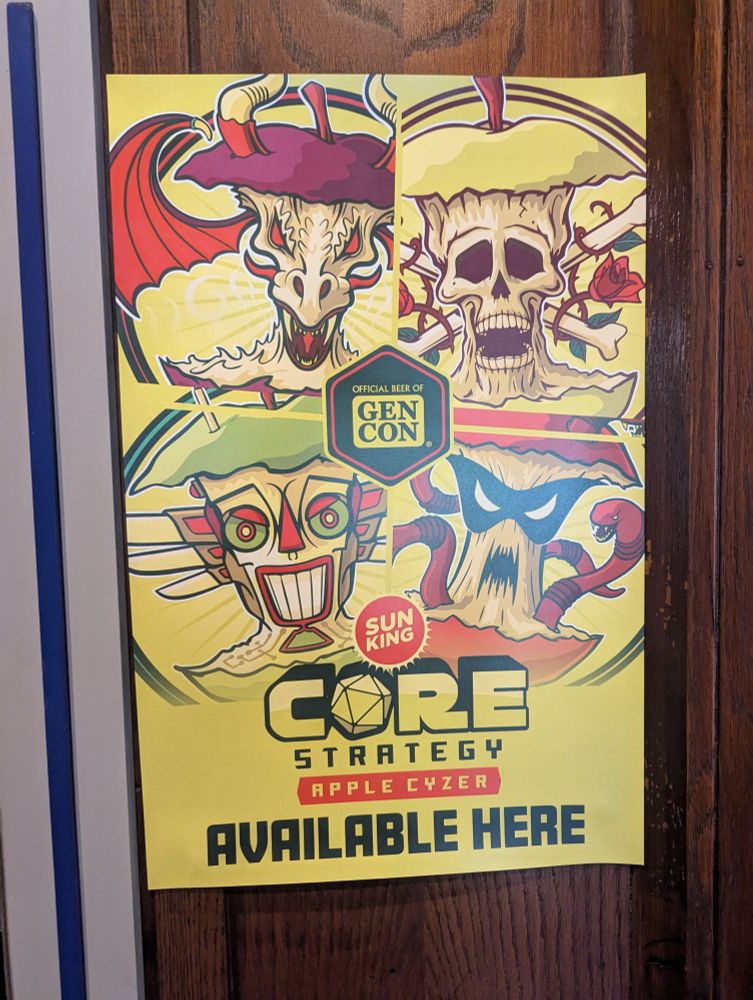 OFFICIAL BEER OF
GEN
CON®
SUN
KING
CORE
STRATEGY
APPLE CYZER
AVAILABLE HERE